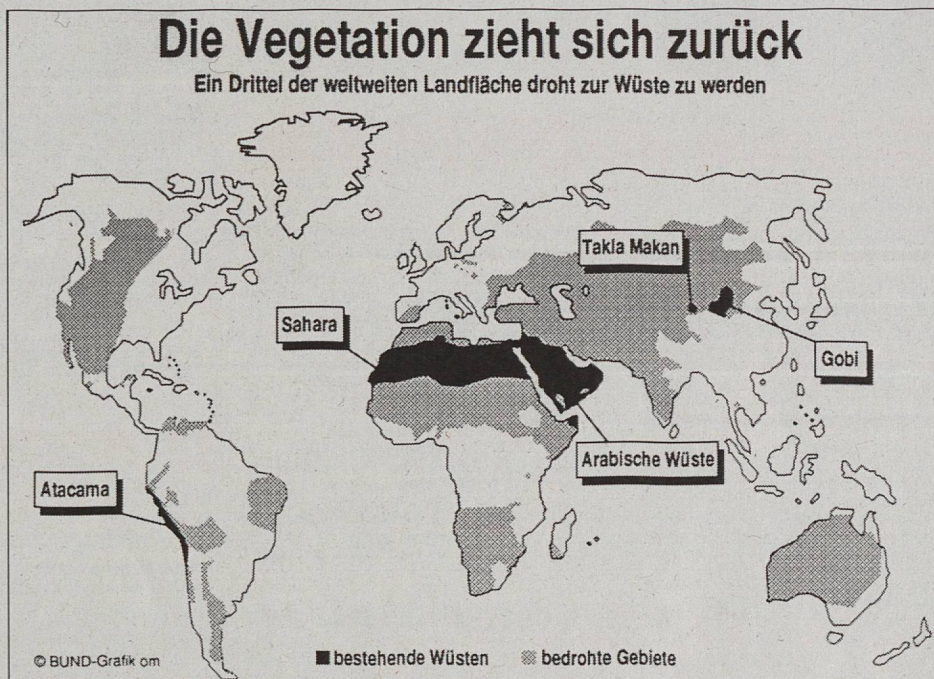 Die Vegetation zieht sich zurück
Ein Drittel der weltweiten Landfläche droht zur Wüste zu werden
Takla Makan
Sahara
Gobi
Arabische Wüste
Atacama
© BUND-Grafik om
bestehende Wüsten
bedrohte Gebiete